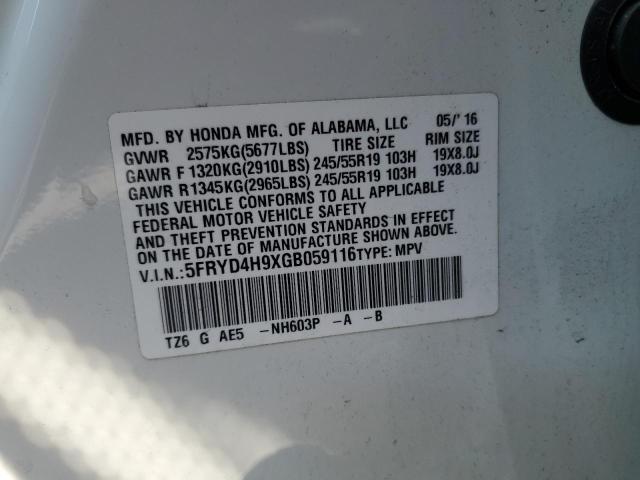 MFD. BY HONDA MFG. OF ALABAMA, LLC 05/'16
GVWR 2575KG(5677LBS) TIRE SIZE RIM SIZE
GAWR F 1320KG(2910LBS) 245/55R19 103H 19X8.0J
GAWR R1345KG(2965LBS) 245/55R19 103H 19X8.0J
THIS VEHICLE CONFORMS TO ALL APPLICABLE
FEDERAL MOTOR VEHICLE SAFETY
AND THEFT PREVENTION STANDARDS IN EFFECT
ON THE DATE OF MANUFACTURE SHOWN ABOVE.
V.I.N.:5FRYD4H9XGB059116TYPE: MPV
TZ6 G AE5 -NH603P -A -B